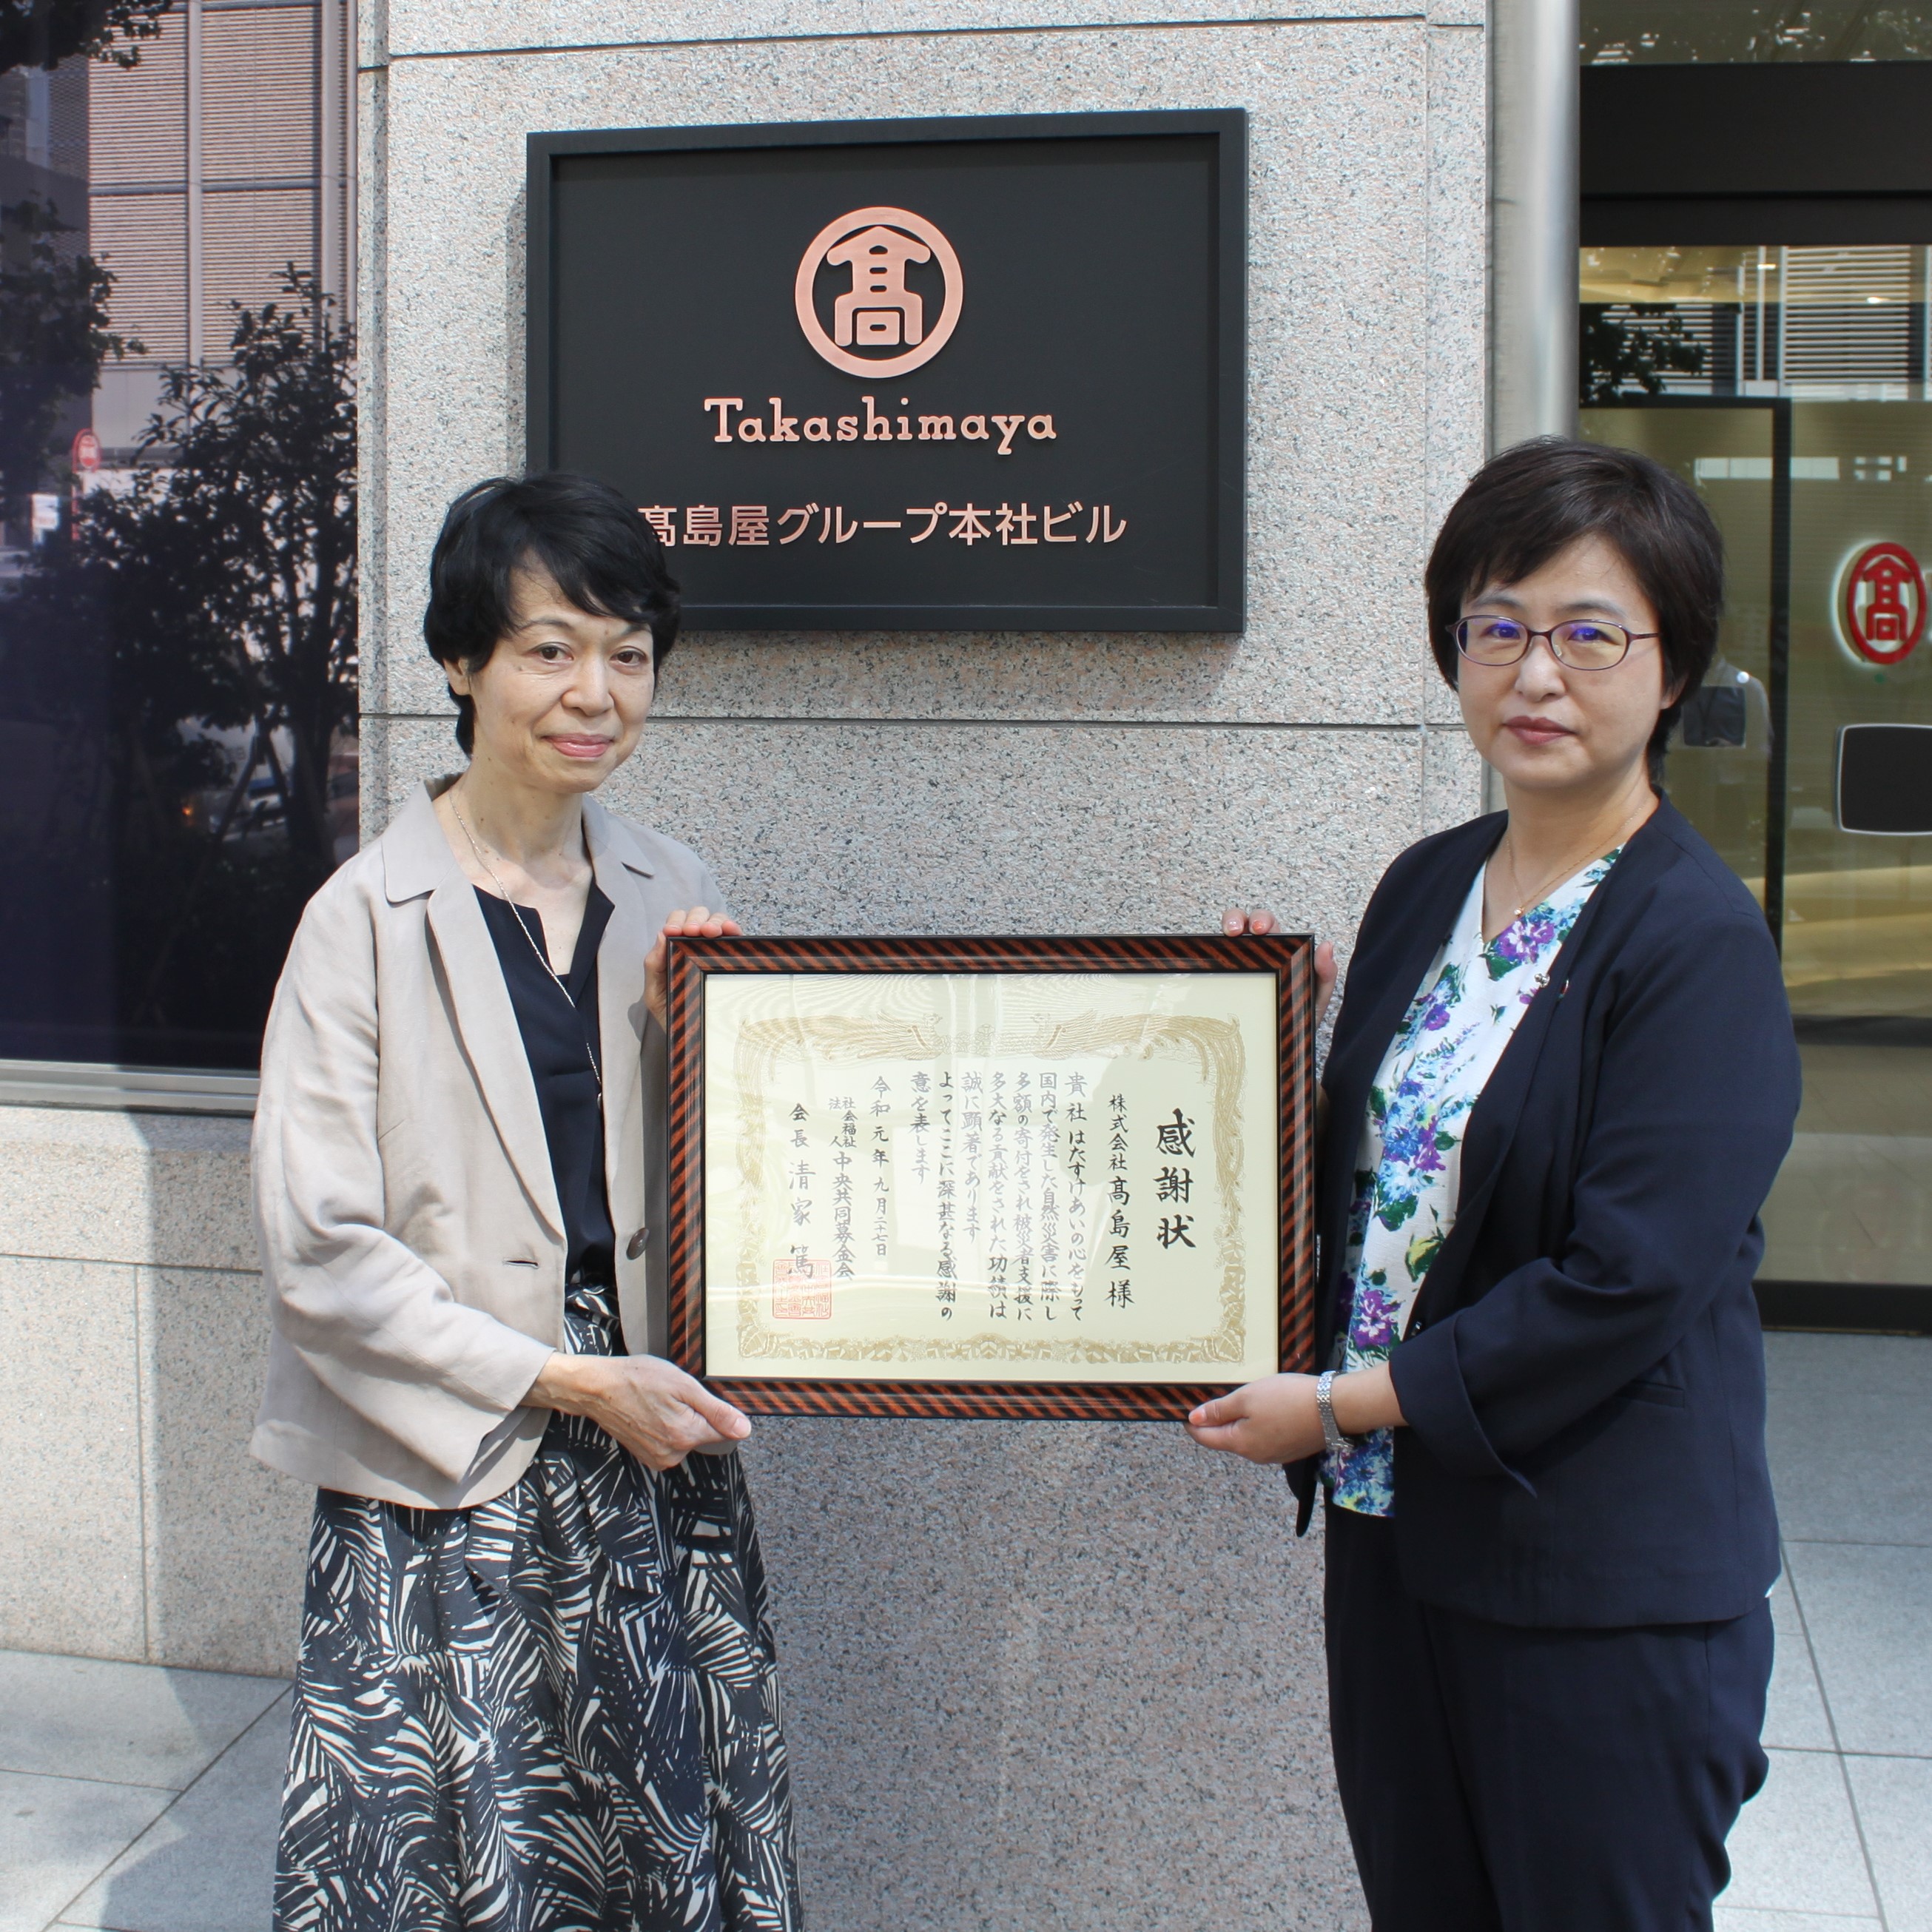 髙
Takashimaya
髙島屋グループ本社ビル
髙
感謝状
株式会社髙島屋 様
貴社はたすけあいの心をもって
国内で発生した自然災害に際し
多額の寄付をされ被災者支援に
多大なる貢献をされた功績は
誠に顕著であります
よってここに深甚なる感謝の
意を表します
令和元年九月二十七日
社会福祉法人 中央共同募金会
会長 清家 篤